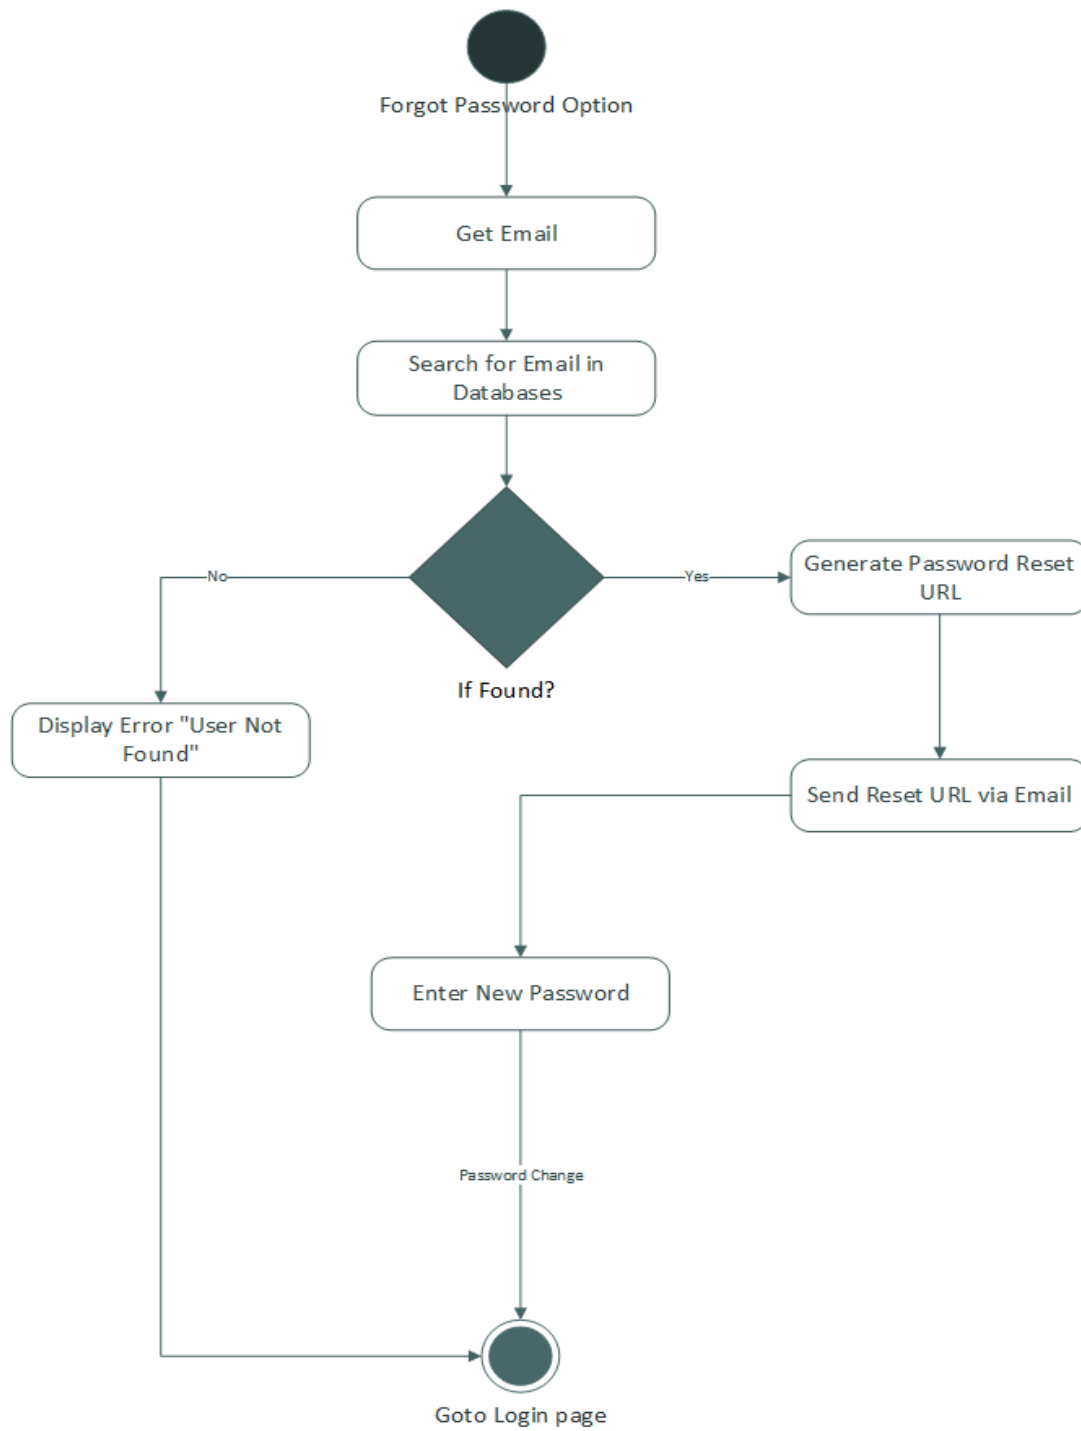 Forgot Password Option
Get Email
Search for Email in
Databases
No
Yes
Generate Password Reset
URL
If Found?
Display Error "User Not
Found"
Send Reset URL via Email
Enter New Password
Password Change
Goto Login page